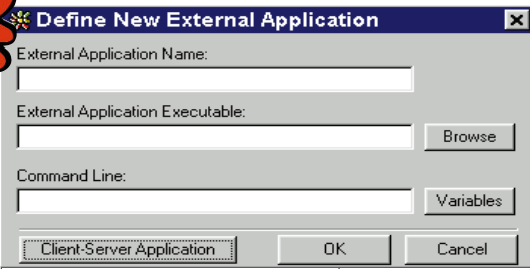 Define New External Application
External Application Name:
External Application Executable:
Browse
Command Line:
Variables
Client-Server Application
OK
Cancel